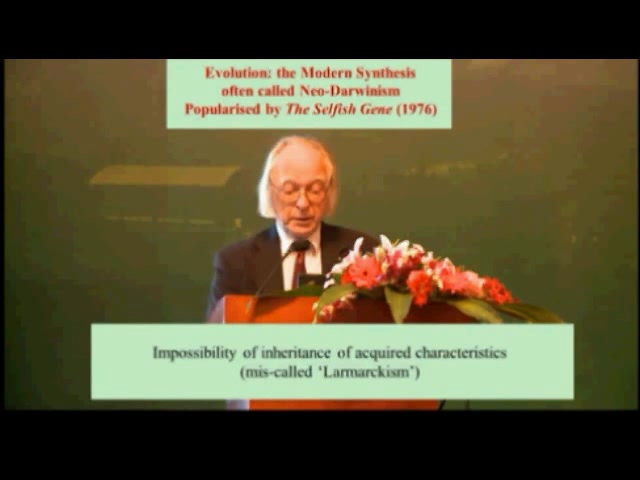 Evolution: the Modern Synthesis
often called Neo-Darwinism
Popularised by The Selfish Gene (1976)
Impossibility of inheritance of acquired characteristics
(mis-called ‘Larmarckism’)